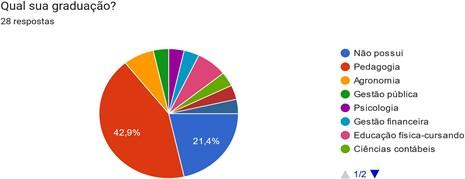 Qual sua graduação?
28 respostas
Não possui
Pedagogia
Agronomia
Gestão pública
Psicologia
Gestão financeira
Educação física-cursando
Ciências contábeis
42,9%
21,4%
1/2